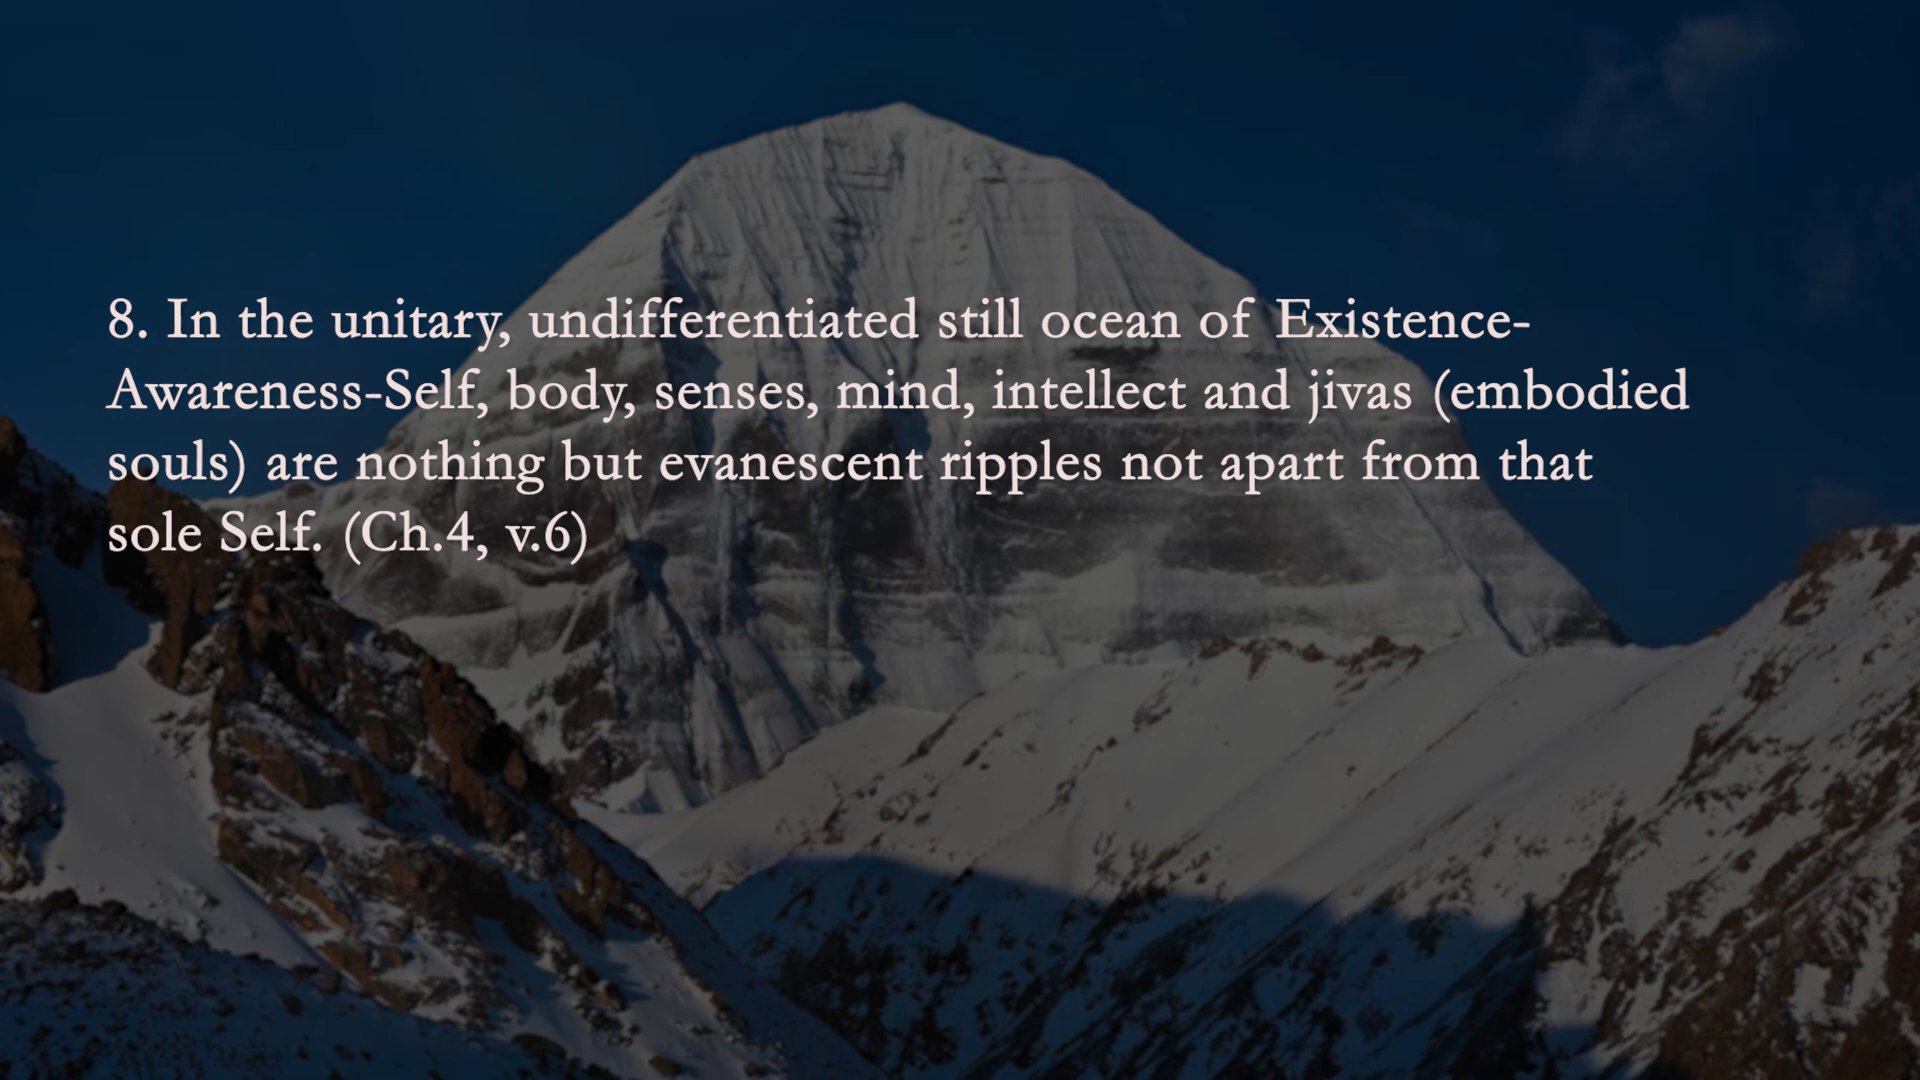 8. In the unitary, undifferentiated still ocean of Existence-
Awareness-Self, body, senses, mind, intellect and jivas (embodied
souls) are nothing but evanescent ripples not apart from that
sole Self. (Ch.4, v.6)